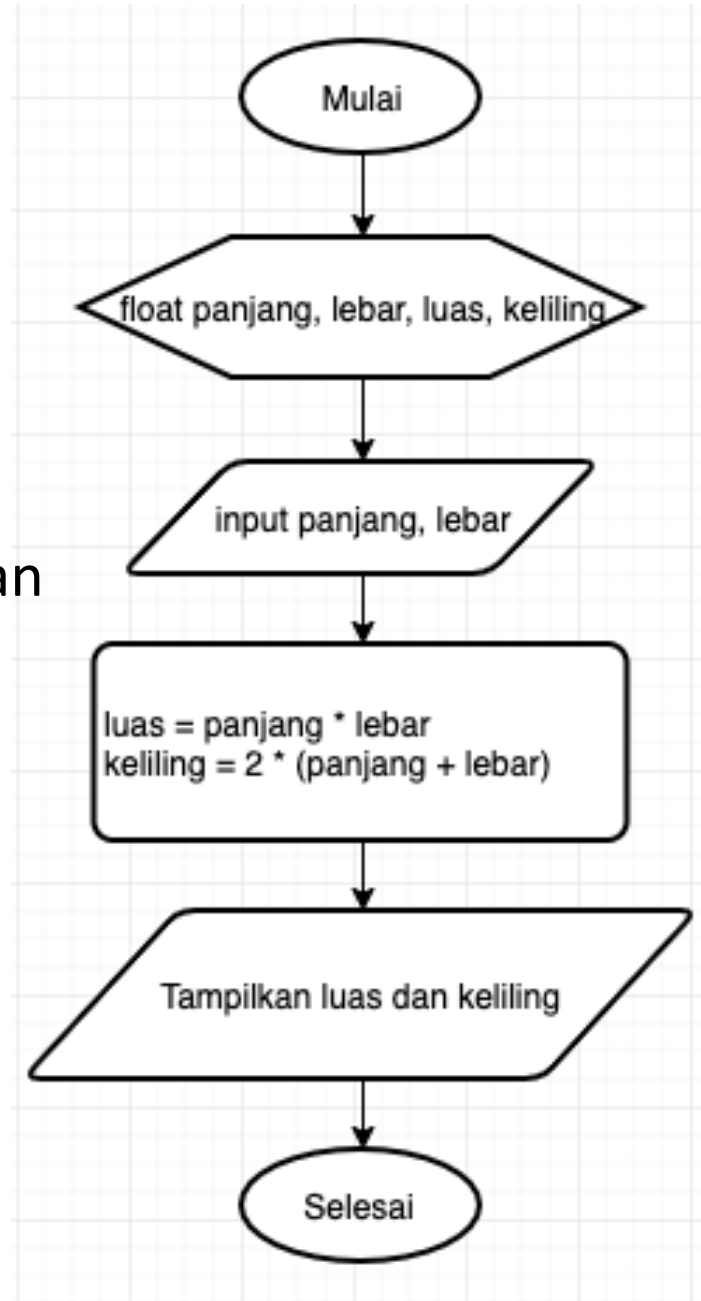 Mulai
float panjang, lebar, luas, keliling
input panjang, lebar
an
luas = panjang * lebar
keliling = 2 * (panjang + lebar)
Tampilkan luas dan keliling
Selesai